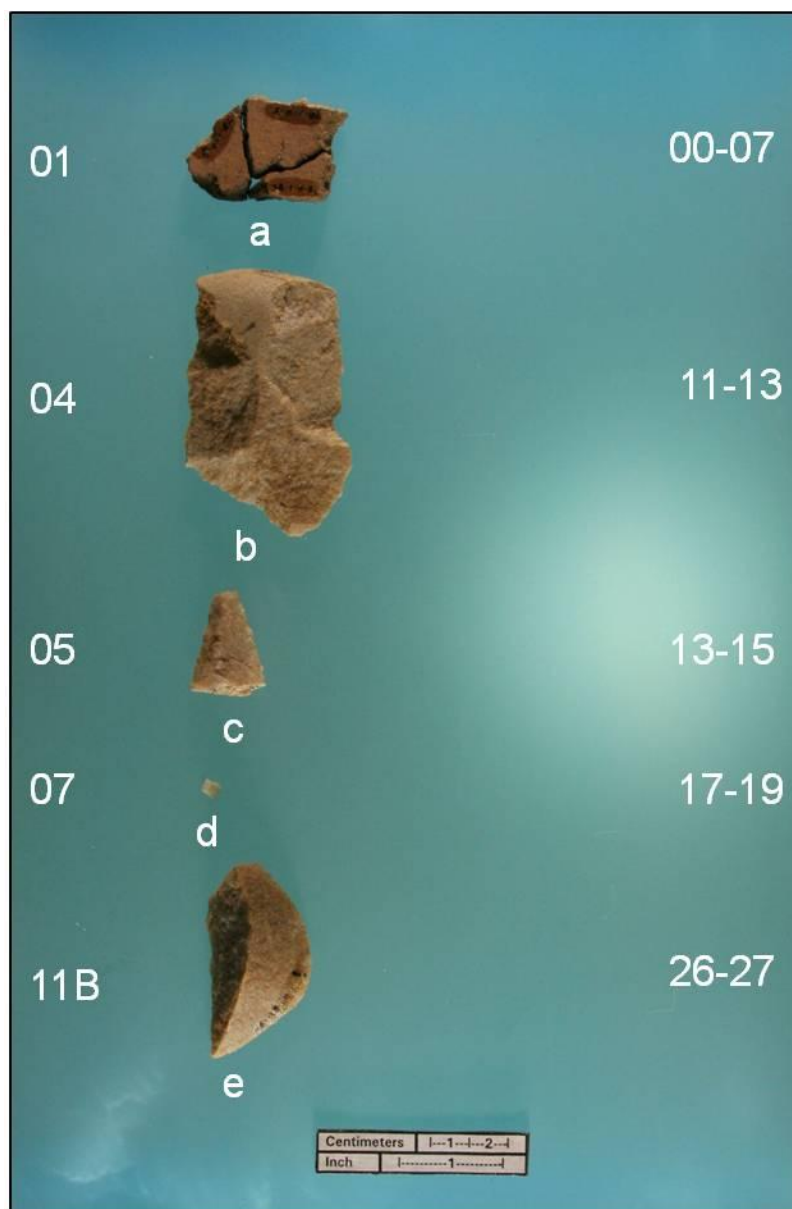 01 00-07
a
04 11-13
b
05 13-15
c
07 17-19
d
11B 26-27
e
Centimeters |---1---|---2---|
Inch |----------1----------|